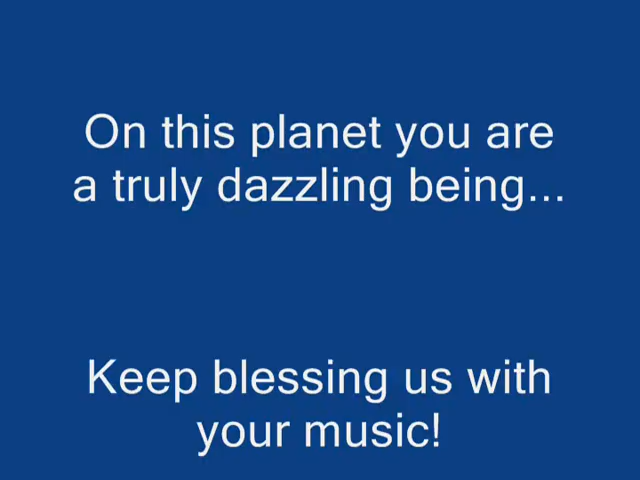 On this planet you are
a truly dazzling being...
Keep blessing us with
your music!